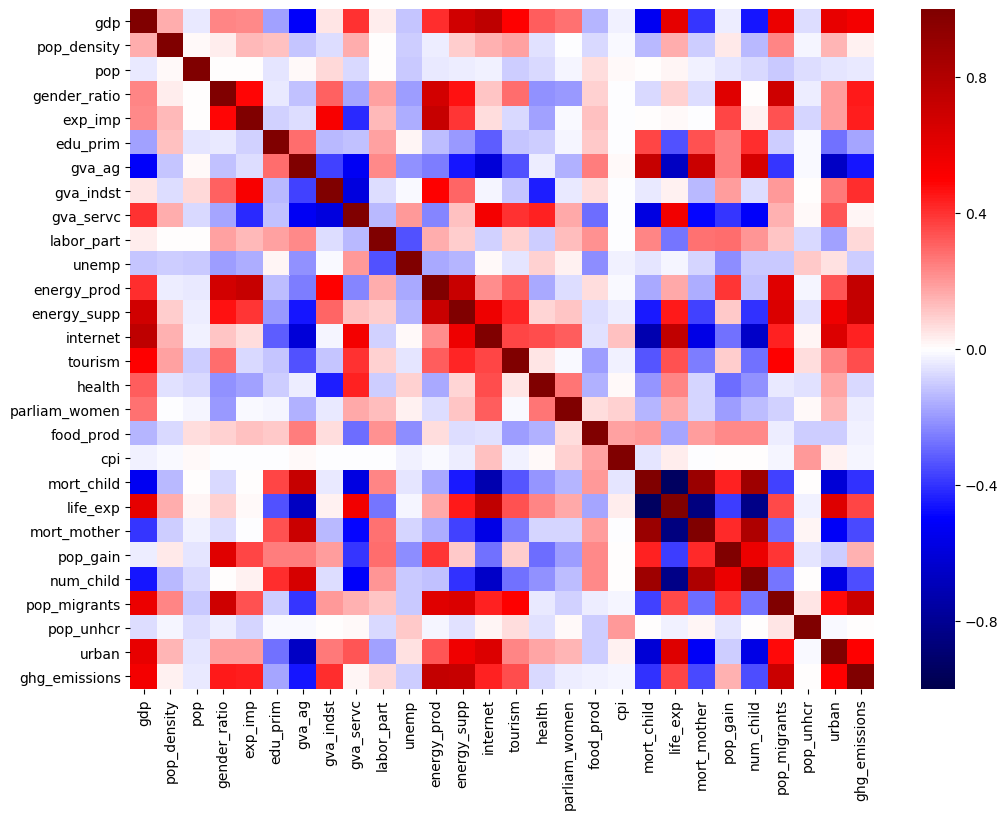 gdp
pop_density
pop
gender_ratio
exp_imp
edu_prim
gva_ag
gva_indst
gva_servc
labor_part
unemp
energy_prod
energy_supp
internet
tourism
health
parliam_women
food_prod
cpi
mort_child
life_exp
mort_mother
pop_gain
num_child
pop_migrants
pop_unhcr
urban
ghg_emissions
gdp
pop_density
pop
gender_ratio
exp_imp
edu_prim
gva_ag
gva_indst
gva_servc
labor_part
unemp
energy_prod
energy_supp
internet
tourism
health
parliam_women
food_prod
cpi
mort_child
life_exp
mort_mother
pop_gain
num_child
pop_migrants
pop_unhcr
urban
ghg_emissions
0.8
0.4
0.0
−0.4
−0.8